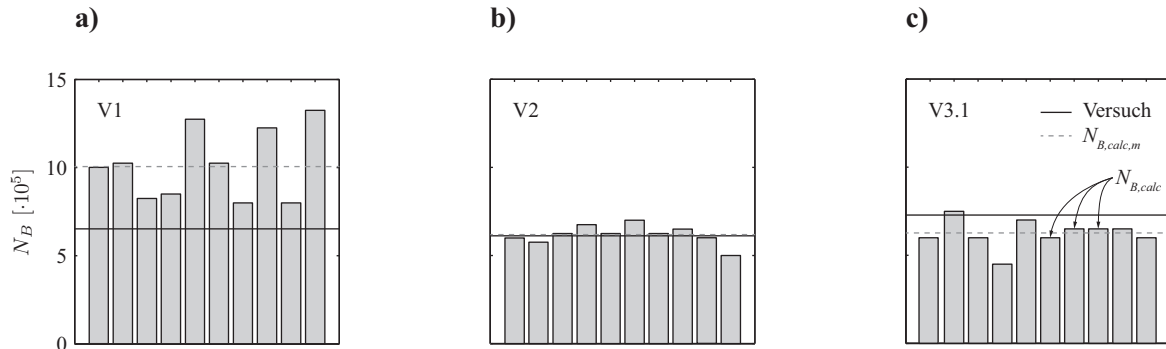 a)
b)
c)
15
10
5
0
N_B [·10^5]
V1
V2
V3.1
Versuch
N_{B,calc,m}
N_{B,calc}